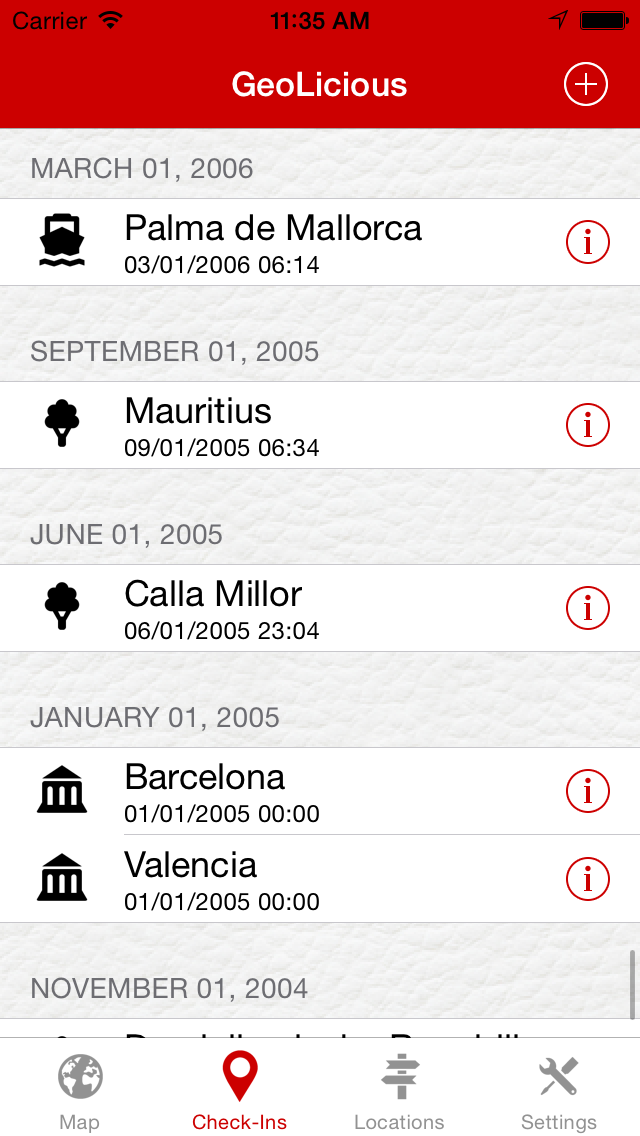 Carrier 11:35 AM
GeoLicious
MARCH 01, 2006
Palma de Mallorca
03/01/2006 06:14
SEPTEMBER 01, 2005
Mauritius
09/01/2005 06:34
JUNE 01, 2005
Calla Millor
06/01/2005 23:04
JANUARY 01, 2005
Barcelona
01/01/2005 00:00
Valencia
01/01/2005 00:00
NOVEMBER 01, 2004
Map Check-Ins Locations Settings